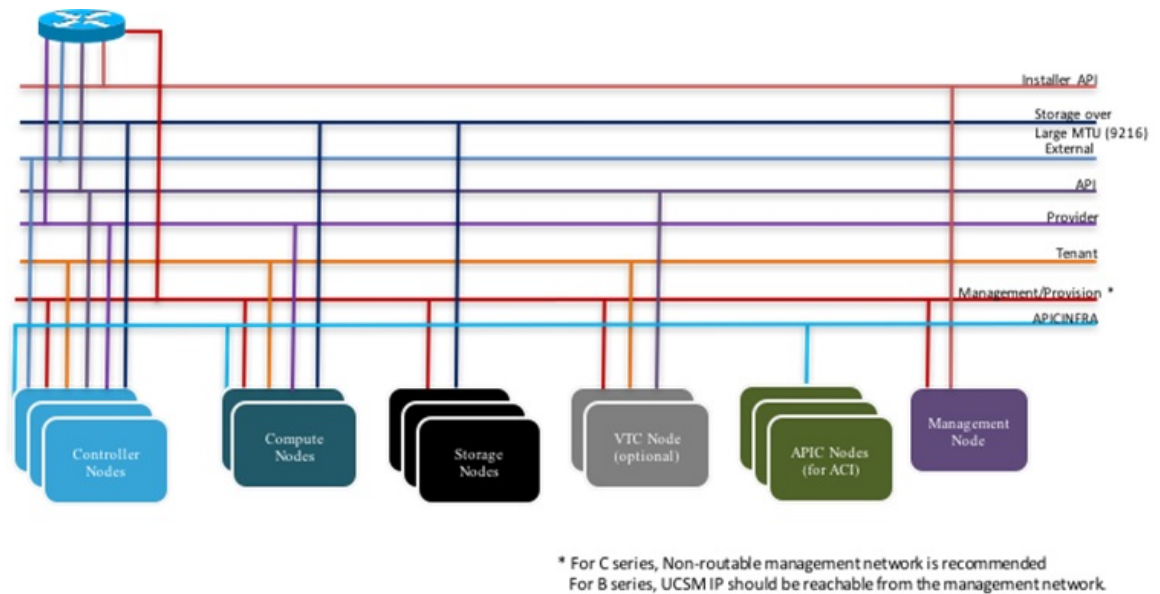 Installer API
Storage over
Large MTU (9216)
External
API
Provider
Tenant
Management/Provision *
APICINFRA
Controller
Nodes
Compute
Nodes
Storage
Nodes
VTC Node
(optional)
APIC Nodes
(for ACI)
Management
Node
* For C series, Non-routable management network is recommended
For B series, UCSM IP should be reachable from the management network.